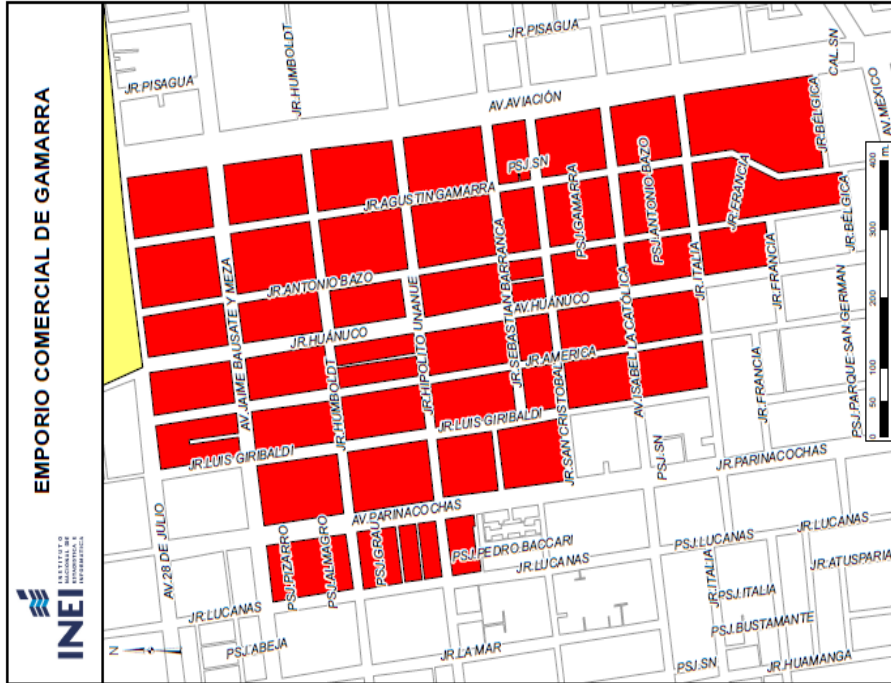 EMPORIO COMERCIAL DE GAMARRA
INEI
INSTITUTO
NACIONAL DE
ESTADÍSTICA E
INFORMÁTICA
N
JR.PISAGUA
JR.HUMBOLDT
JR.PISAGUA
AV.AVIACIÓN
CAL.SN
AV.MÉXICO
JR.BÉLGICA
PSJ.SN
JR.AGUSTIN GAMARRA
PSJ.GAMARRA
PSJ.ANTONIO BAZO
JR.FRANCIA
JR.BÉLGICA
AV.JAIME BAUSATE Y MEZA
JR.ANTONIO BAZO
JR.HIPOLITO UNANUE
JR.SEBASTIAN BARRANCA
AV.HUÁNUCO
JR.ITALIA
JR.FRANCIA
JR.HUÁNUCO
JR.HUMBOLDT
JR.AMERICA
AV.ISABEL LA CATÓLICA
JR.FRANCIA
PSJ.PARQUE SAN GERMAN
JR.LUIS GIRIBALDI
JR.LUIS GIRIBALDI
JR.SAN CRISTOBAL
PSJ.SN
JR.PARINACOCHAS
AV.28 DE JULIO
AV.PARINACOCHAS
PSJ.PIZARRO
PSJ.ALMAGRO
PSJ.GRAU
PSJ.PEDRO BACCARI
JR.LUCANAS
JR.LUCANAS
PSJ.LUCANAS
JR.LUCANAS
JR.ITALIA
PSJ.ITALIA
JR.ATUSPARIA
PSJ.ABEJA
JR.LA MAR
PSJ.BUSTAMANTE
PSJ.SN
JR.HUAMANGA
0 50 100 200 300 400
m.